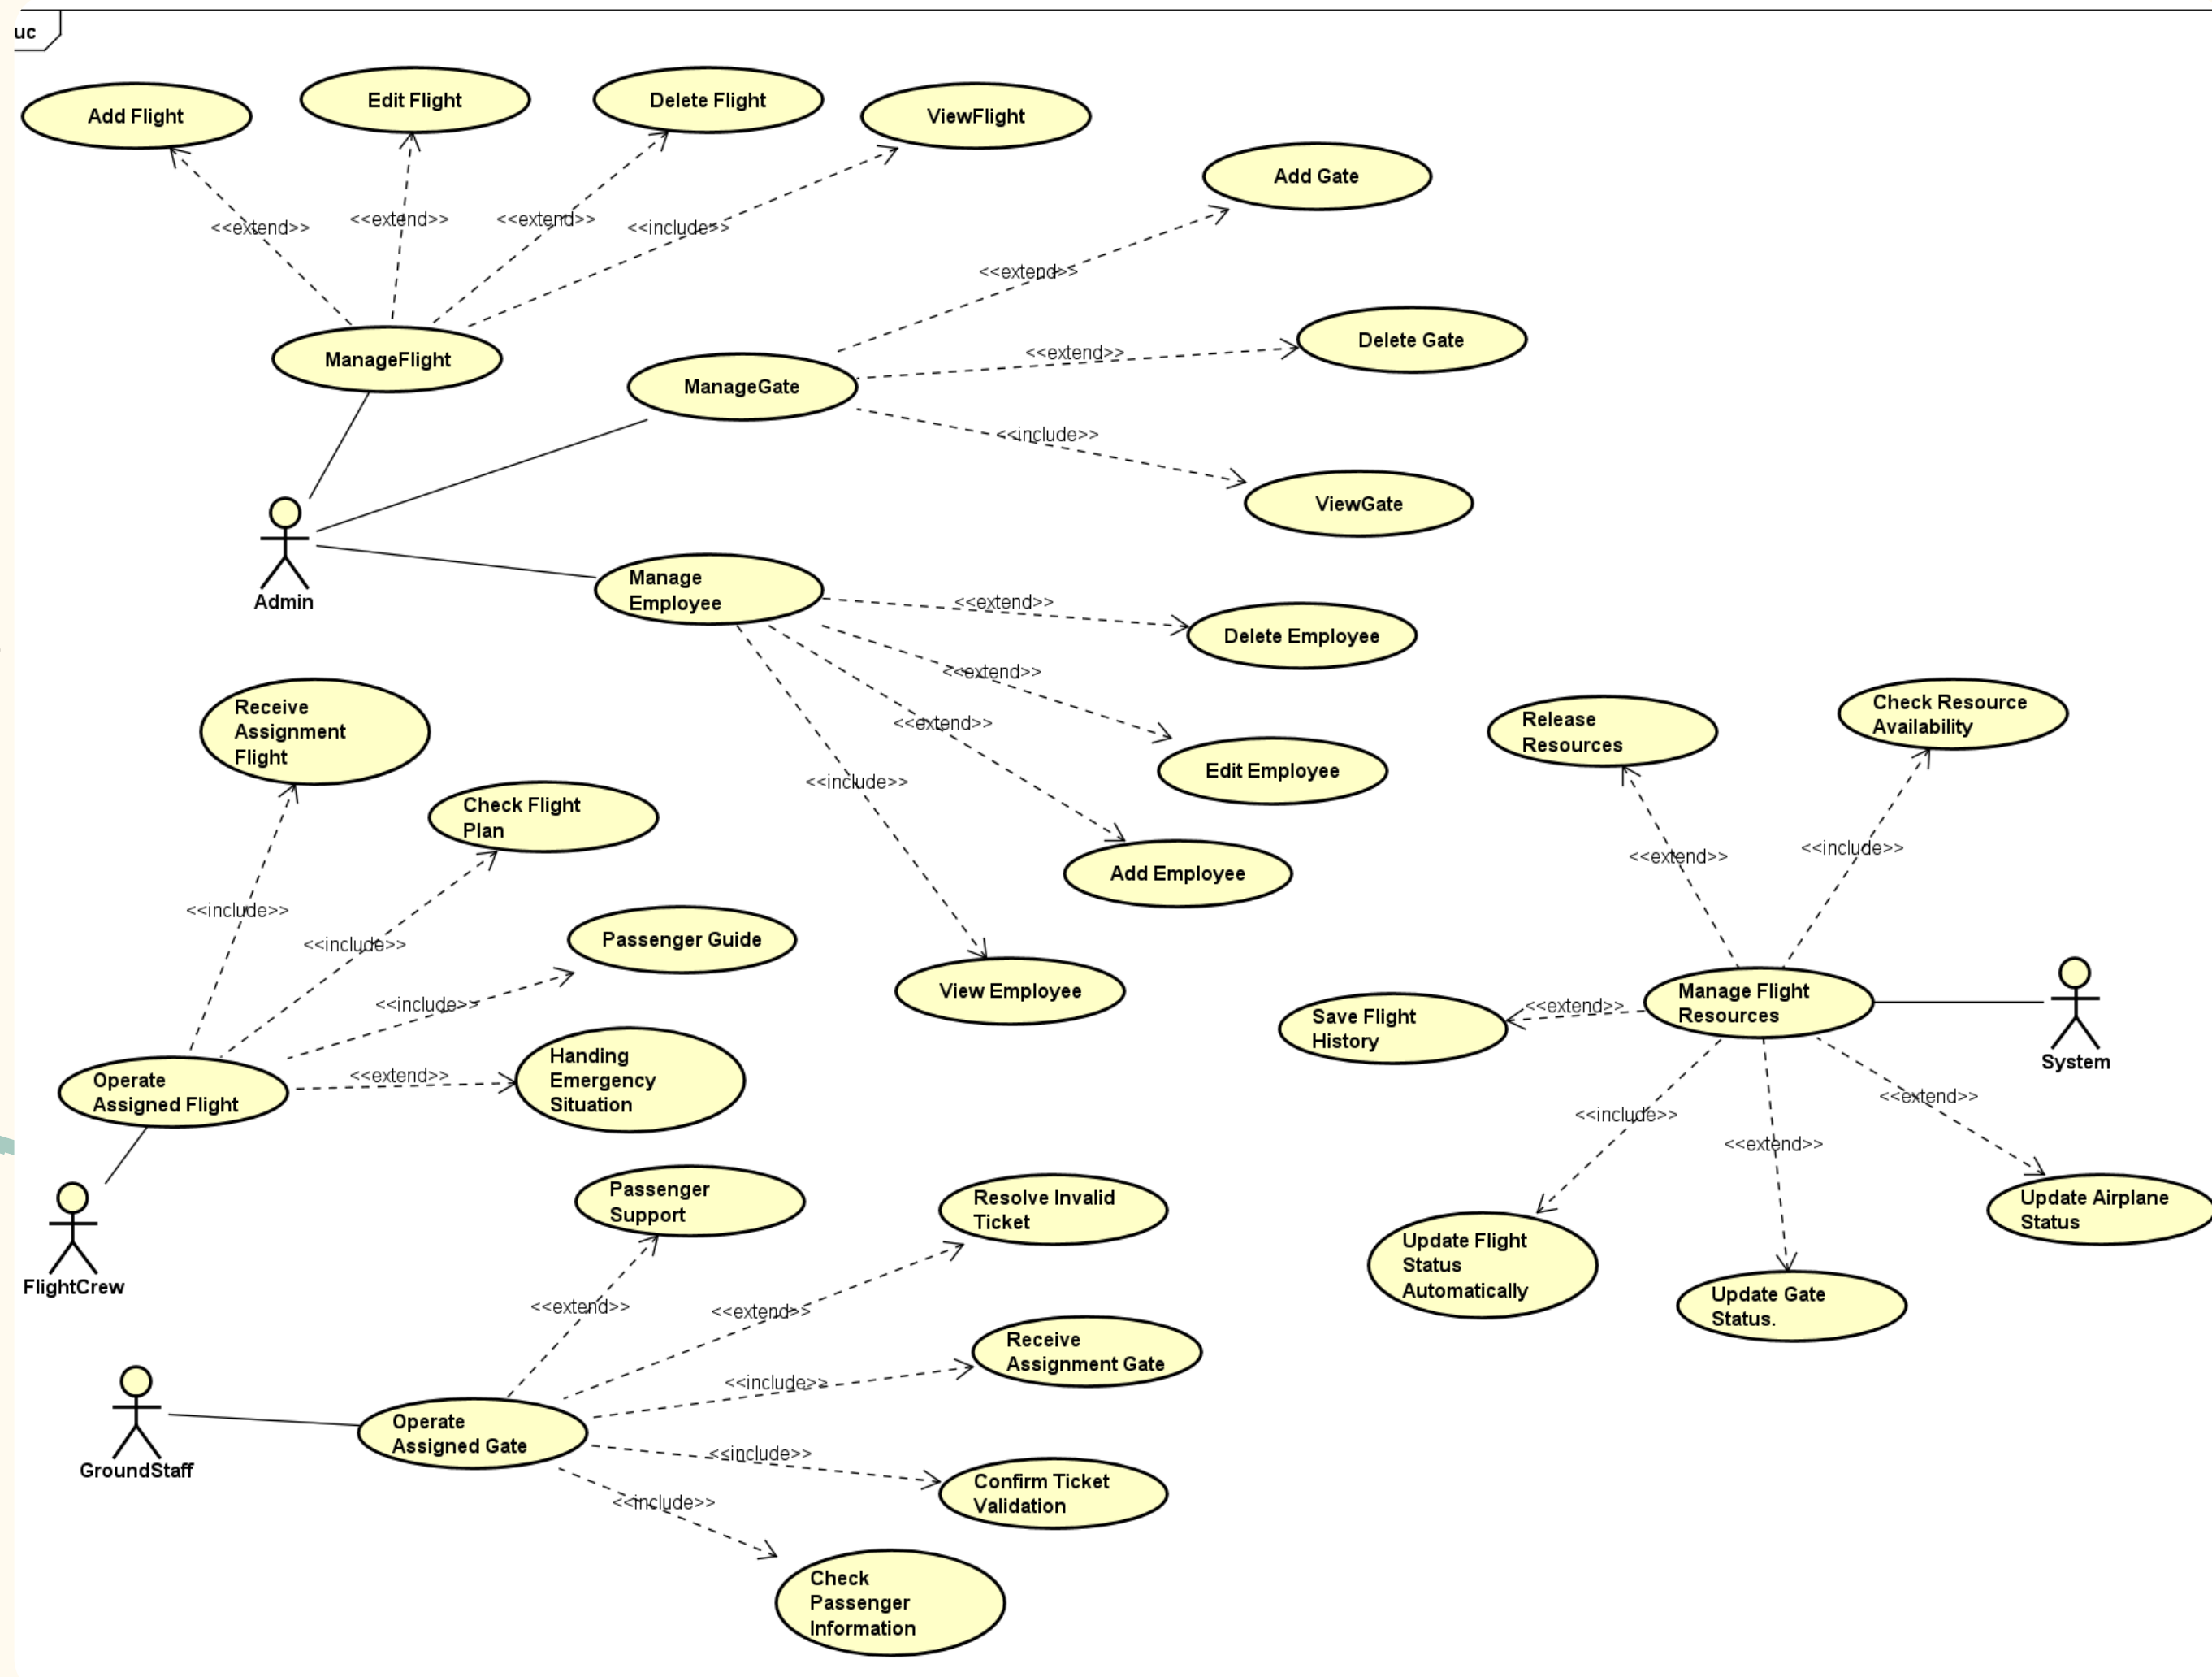 uc
Add Flight
Edit Flight
Delete Flight
ViewFlight
Add Gate
<<extend>>
<<extend>>
<<extend>>
<<include>>
<<extend>>
Delete Gate
<<extend>>
ManageFlight
ManageGate
<<include>>
ViewGate
Admin
Manage
Employee
<<extend>>
Delete Employee
<<extend>>
<<extend>>
<<include>>
Edit Employee
Add Employee
View Employee
Receive
Assignment
Flight
Check Flight
Plan
<<include>>
<<include>>
Passenger Guide
<<include>>
<<extend>>
Handing
Emergency
Situation
Operate
Assigned Flight
FlightCrew
Release
Resources
Check Resource
Availability
<<extend>>
<<include>>
Save Flight
History
<<extend>>
Manage Flight
Resources
System
<<include>>
<<extend>>
<<extend>>
Update Flight
Status
Automatically
Update Gate
Status.
Update Airplane
Status
Passenger
Support
Resolve Invalid
Ticket
<<extend>>
<<extend>>
Receive
Assignment Gate
<<include>>
GroundStaff
Operate
Assigned Gate
<<include>>
Confirm Ticket
Validation
<<include>>
Check
Passenger
Information